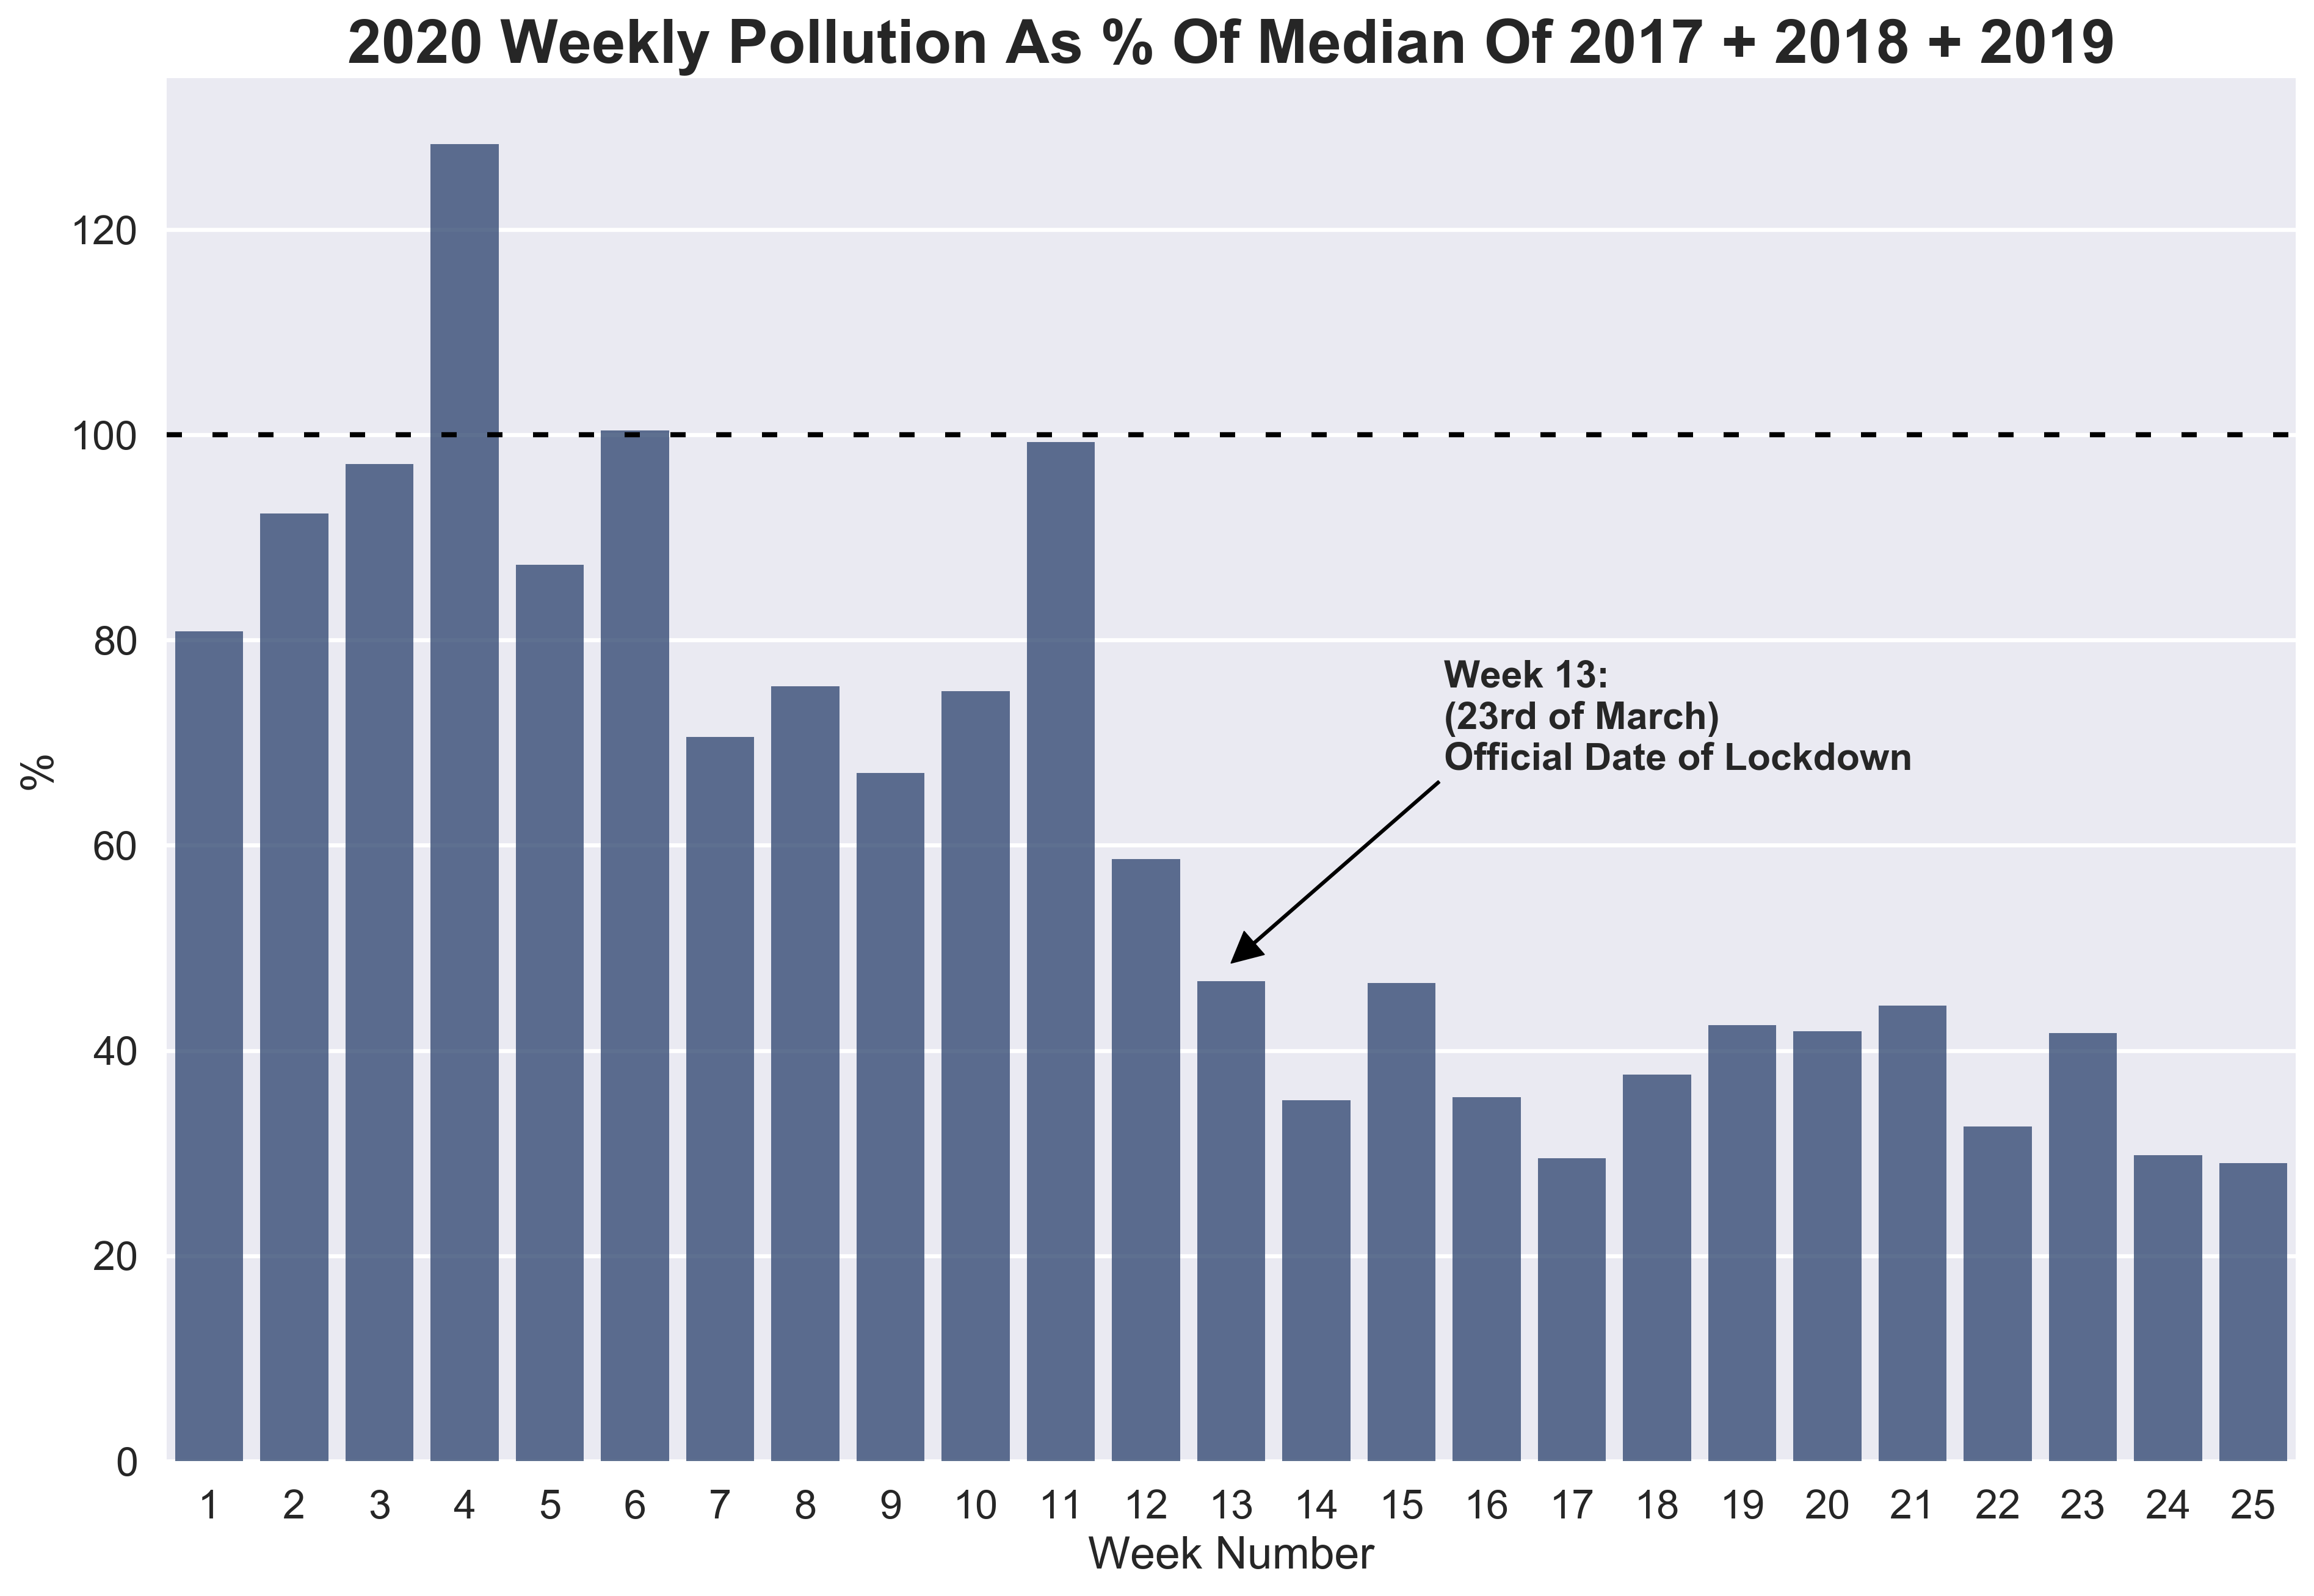 2020 Weekly Pollution As % Of Median Of 2017 + 2018 + 2019
120
100
80
60
40
20
0
%
Week 13:
(23rd of March)
Official Date of Lockdown
1 2 3 4 5 6 7 8 9 10 11 12 13 14 15 16 17 18 19 20 21 22 23 24 25
Week Number